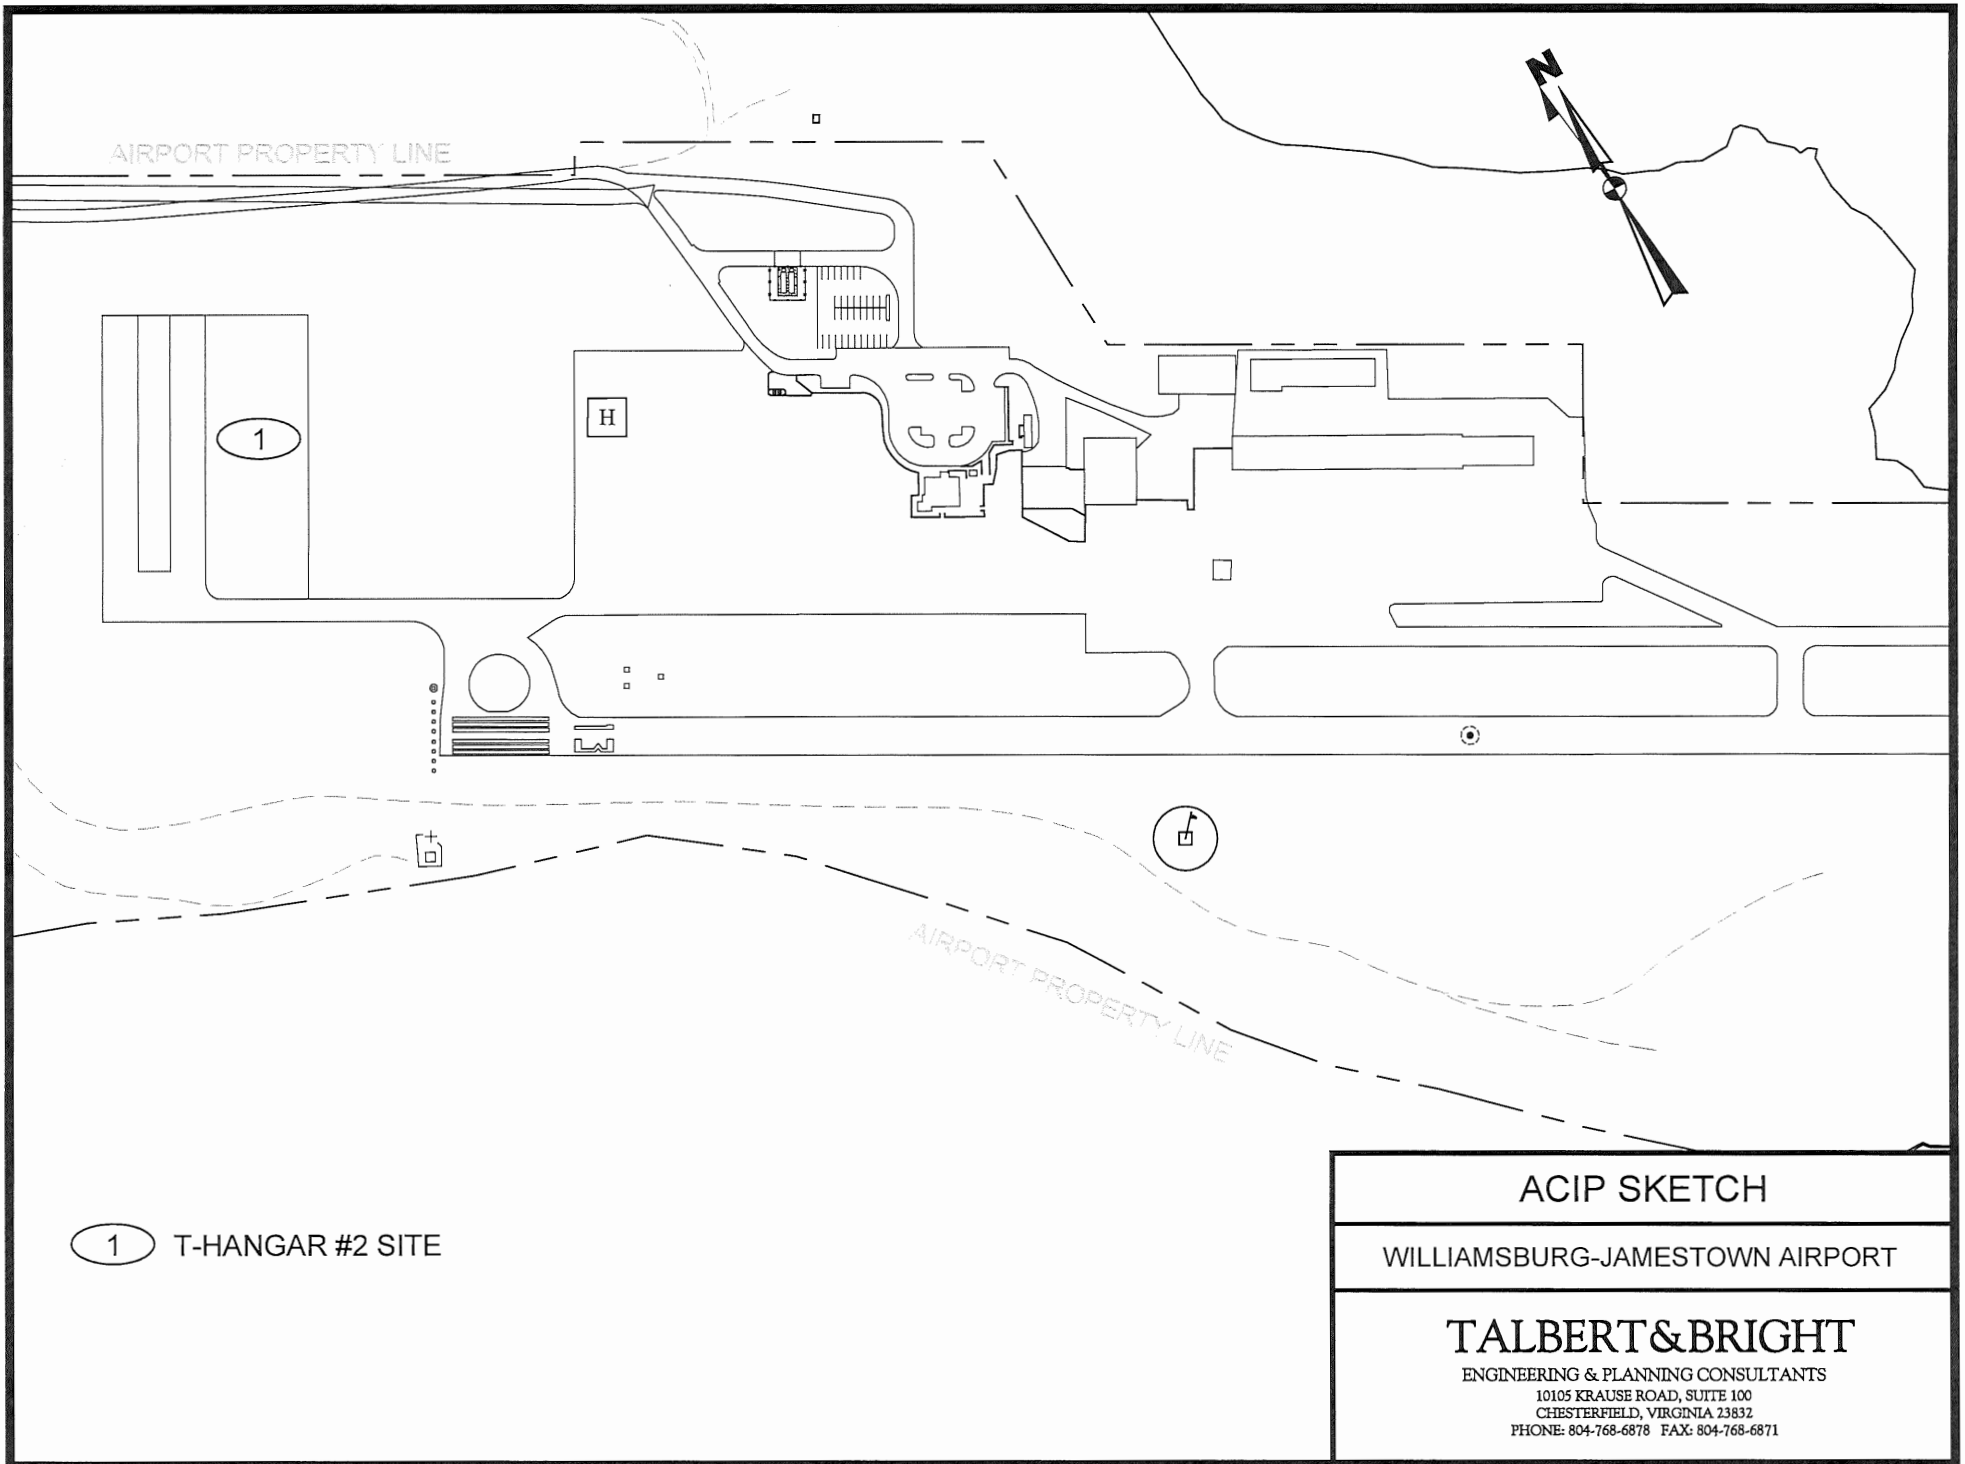 N
AIRPORT PROPERTY LINE
1
H
AIRPORT PROPERTY LINE
1 T-HANGAR #2 SITE
ACIP SKETCH
WILLIAMSBURG-JAMESTOWN AIRPORT
TALBERT & BRIGHT
ENGINEERING & PLANNING CONSULTANTS
10105 KRAUSE ROAD, SUITE 100
CHESTERFIELD, VIRGINIA 23832
PHONE: 804-768-6878 FAX: 804-768-6871